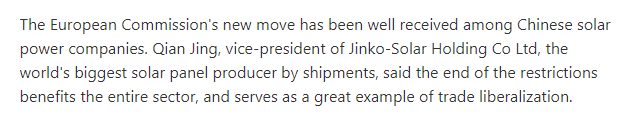 The European Commission's new move has been well received among Chinese solar
power companies. Qian Jing, vice-president of Jinko-Solar Holding Co Ltd, the
world's biggest solar panel producer by shipments, said the end of the restrictions
benefits the entire sector, and serves as a great example of trade liberalization.